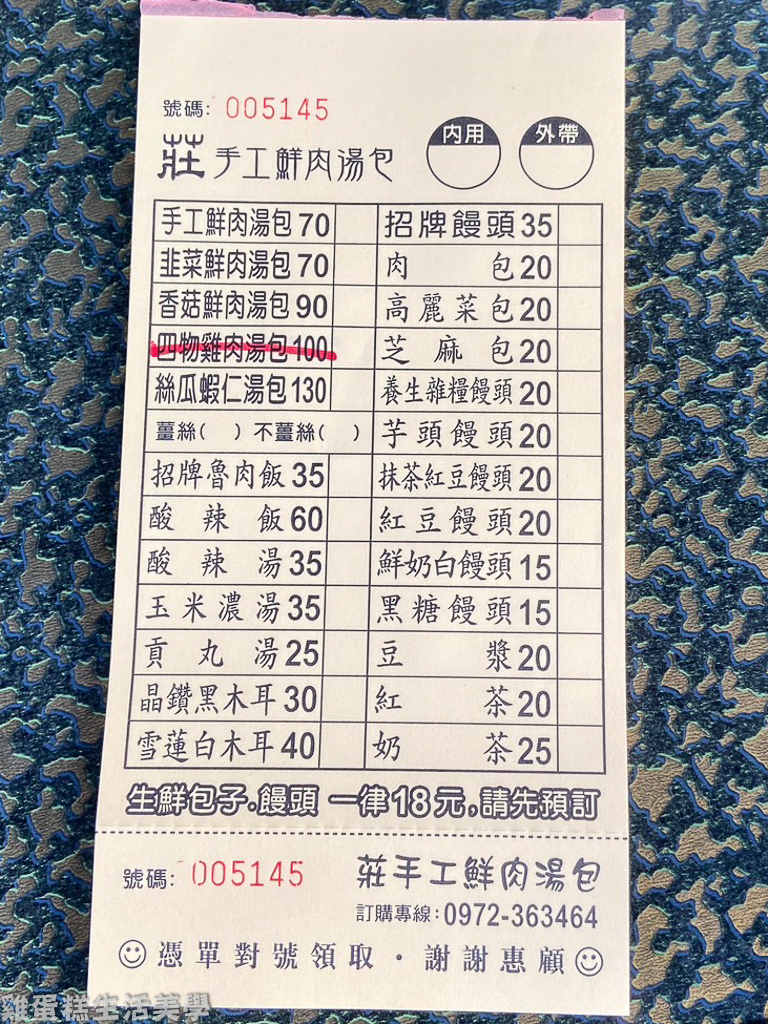 號碼: 005145
內用
外帶
莊 手工鮮肉湯包
手工鮮肉湯包 70
招牌饅頭 35
韭菜鮮肉湯包 70
肉包 20
香菇鮮肉湯包 90
高麗菜包 20
四物雞肉湯包 100
芝麻包 20
絲瓜蝦仁湯包 130
養生雜糧饅頭 20
薑絲( ) 不薑絲( )
芋頭饅頭 20
招牌魯肉飯 35
抹茶紅豆饅頭 20
酸辣飯 60
紅豆饅頭 20
酸辣湯 35
鮮奶白饅頭 15
玉米濃湯 35
黑糖饅頭 15
貢丸湯 25
豆漿 20
晶鑽黑木耳 30
紅茶 20
雪蓮白木耳 40
奶茶 25
生鮮包子.饅頭 一律18元,請先預訂
號碼: 005145
莊手工鮮肉湯包
訂購專線: 0972-363464
憑單對號領取・謝謝惠顧
雞蛋糕生活美學